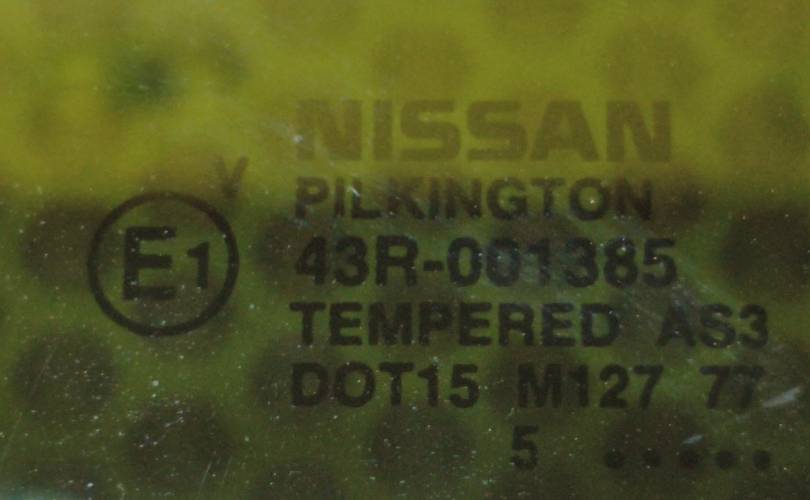 NISSAN
V
PILKINGTON
E1
43R-001385
TEMPERED AS3
DOT15 M127 77
5 •••••